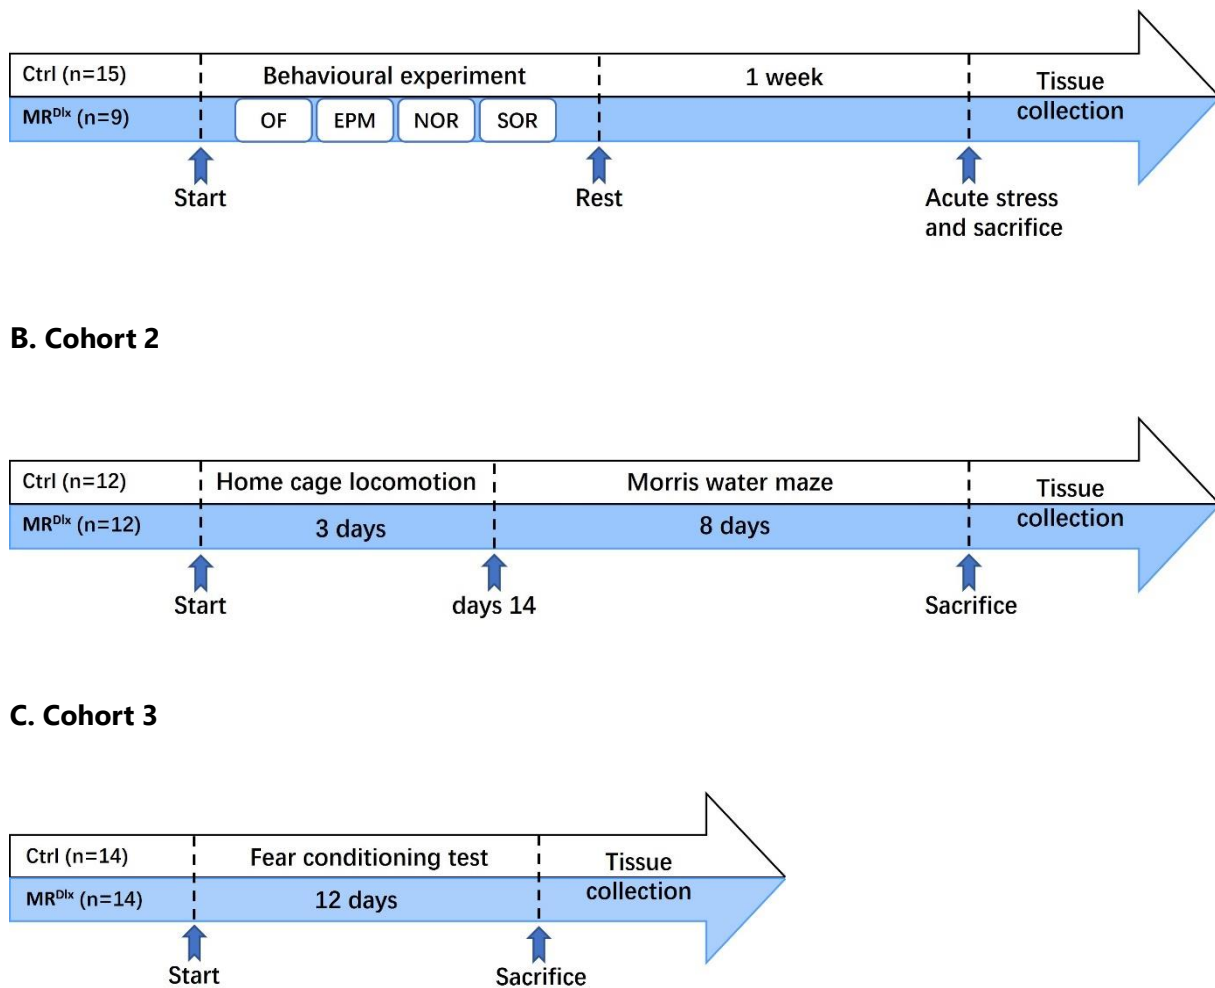 Ctrl (n=15)
Behavioural experiment
1 week
Tissue
collection
MRDlx (n=9)
OF
EPM
NOR
SOR
Start
Rest
Acute stress
and sacrifice
B. Cohort 2
Ctrl (n=12)
Home cage locomotion
Morris water maze
Tissue
collection
MRDlx (n=12)
3 days
8 days
Start
days 14
Sacrifice
C. Cohort 3
Ctrl (n=14)
Fear conditioning test
Tissue
collection
MRDlx (n=14)
12 days
Start
Sacrifice